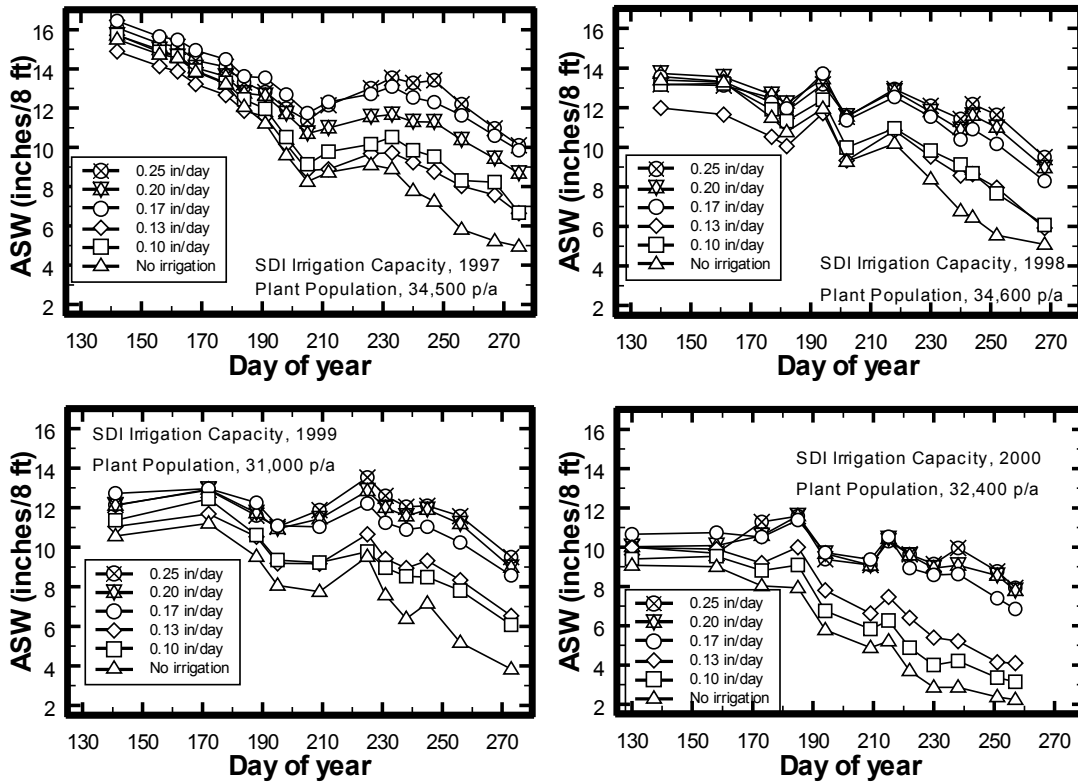 ASW (inches/8 ft)
16
14
12
10
8
6
4
2
0.25 in/day
0.20 in/day
0.17 in/day
0.13 in/day
0.10 in/day
No irrigation
SDI Irrigation Capacity, 1997
Plant Population, 34,500 p/a
130 150 170 190 210 230 250 270
Day of year
ASW (inches/8 ft)
16
14
12
10
8
6
4
2
0.25 in/day
0.20 in/day
0.17 in/day
0.13 in/day
0.10 in/day
No irrigation
SDI Irrigation Capacity, 1998
Plant Population, 34,600 p/a
130 150 170 190 210 230 250 270
Day of year
ASW (inches/8 ft)
16
14
12
10
8
6
4
2
SDI Irrigation Capacity, 1999
Plant Population, 31,000 p/a
0.25 in/day
0.20 in/day
0.17 in/day
0.13 in/day
0.10 in/day
No irrigation
130 150 170 190 210 230 250 270
Day of year
ASW (inches/8 ft)
16
14
12
10
8
6
4
2
SDI Irrigation Capacity, 2000
Plant Population, 32,400 p/a
0.25 in/day
0.20 in/day
0.17 in/day
0.13 in/day
0.10 in/day
No irrigation
130 150 170 190 210 230 250 270
Day of year